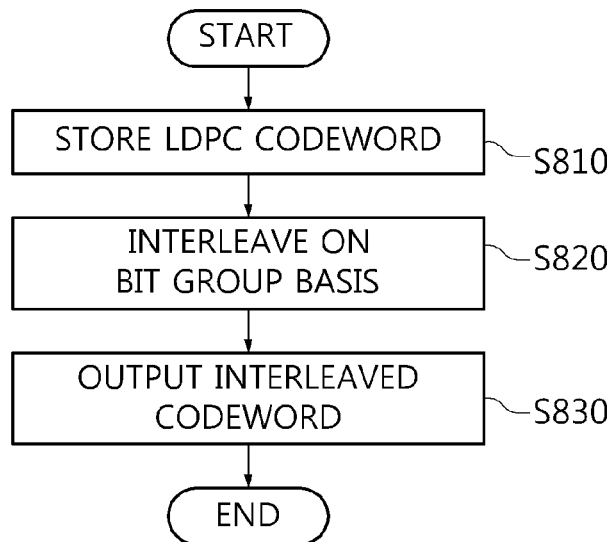 START
STORE LDPC CODEWORD
S810
INTERLEAVE ON
BIT GROUP BASIS
S820
OUTPUT INTERLEAVED
CODEWORD
S830
END